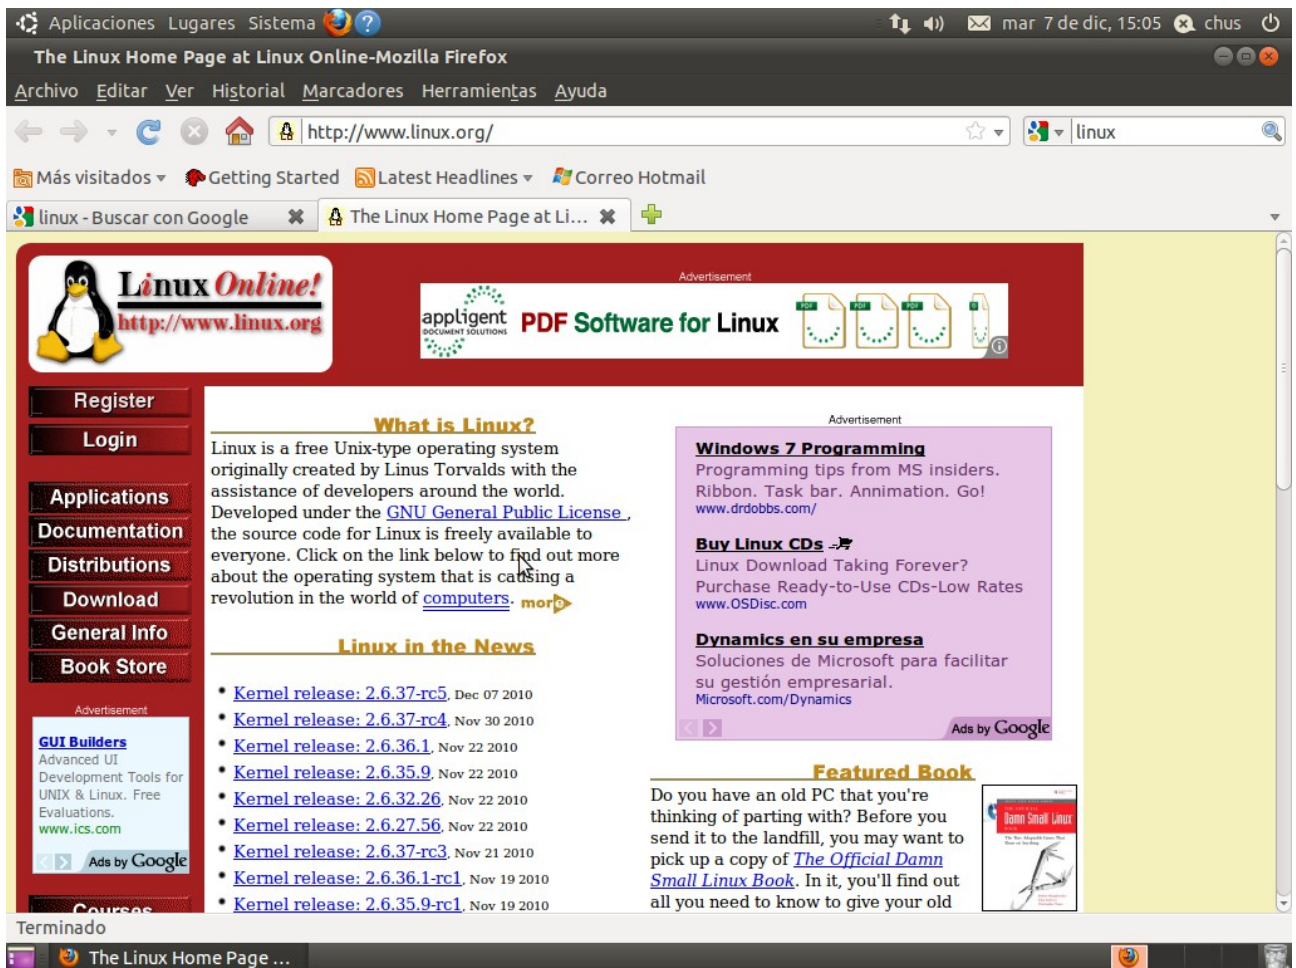 Aplicaciones Lugares Sistema
mar 7 de dic, 15:05 chus
The Linux Home Page at Linux Online-Mozilla Firefox
Archivo Editar Ver Historial Marcadores Herramientas Ayuda
http://www.linux.org/
linux
Más visitados Getting Started Latest Headlines Correo Hotmail
linux - Buscar con Google
The Linux Home Page at Li...
Linux Online!
http://www.linux.org
Advertisement
appligent
DOCUMENT SOLUTIONS
PDF Software for Linux
PDF PDF PDF
Register
Login
Applications
Documentation
Distributions
Download
General Info
Book Store
Advertisement
GUI Builders
Advanced UI
Development Tools for
UNIX & Linux. Free
Evaluations.
www.ics.com
Ads by Google
Courses
What is Linux?
Linux is a free Unix-type operating system
originally created by Linus Torvalds with the
assistance of developers around the world.
Developed under the GNU General Public License ,
the source code for Linux is freely available to
everyone. Click on the link below to find out more
about the operating system that is causing a
revolution in the world of computers. more
Linux in the News
Kernel release: 2.6.37-rc5, Dec 07 2010
Kernel release: 2.6.37-rc4, Nov 30 2010
Kernel release: 2.6.36.1, Nov 22 2010
Kernel release: 2.6.35.9, Nov 22 2010
Kernel release: 2.6.32.26, Nov 22 2010
Kernel release: 2.6.27.56, Nov 22 2010
Kernel release: 2.6.37-rc3, Nov 21 2010
Kernel release: 2.6.36.1-rc1, Nov 19 2010
Kernel release: 2.6.35.9-rc1, Nov 19 2010
Advertisement
Windows 7 Programming
Programming tips from MS insiders.
Ribbon. Task bar. Annimation. Go!
www.drdobbs.com/
Buy Linux CDs
Linux Download Taking Forever?
Purchase Ready-to-Use CDs-Low Rates
www.OSDisc.com
Dynamics en su empresa
Soluciones de Microsoft para facilitar
su gestión empresarial.
Microsoft.com/Dynamics
Ads by Google
Featured Book
Do you have an old PC that you're
thinking of parting with? Before you
send it to the landfill, you may want to
pick up a copy of The Official Damn
Small Linux Book. In it, you'll find out
all you need to know to give your old
Damn Small Linux
Terminado
The Linux Home Page ...